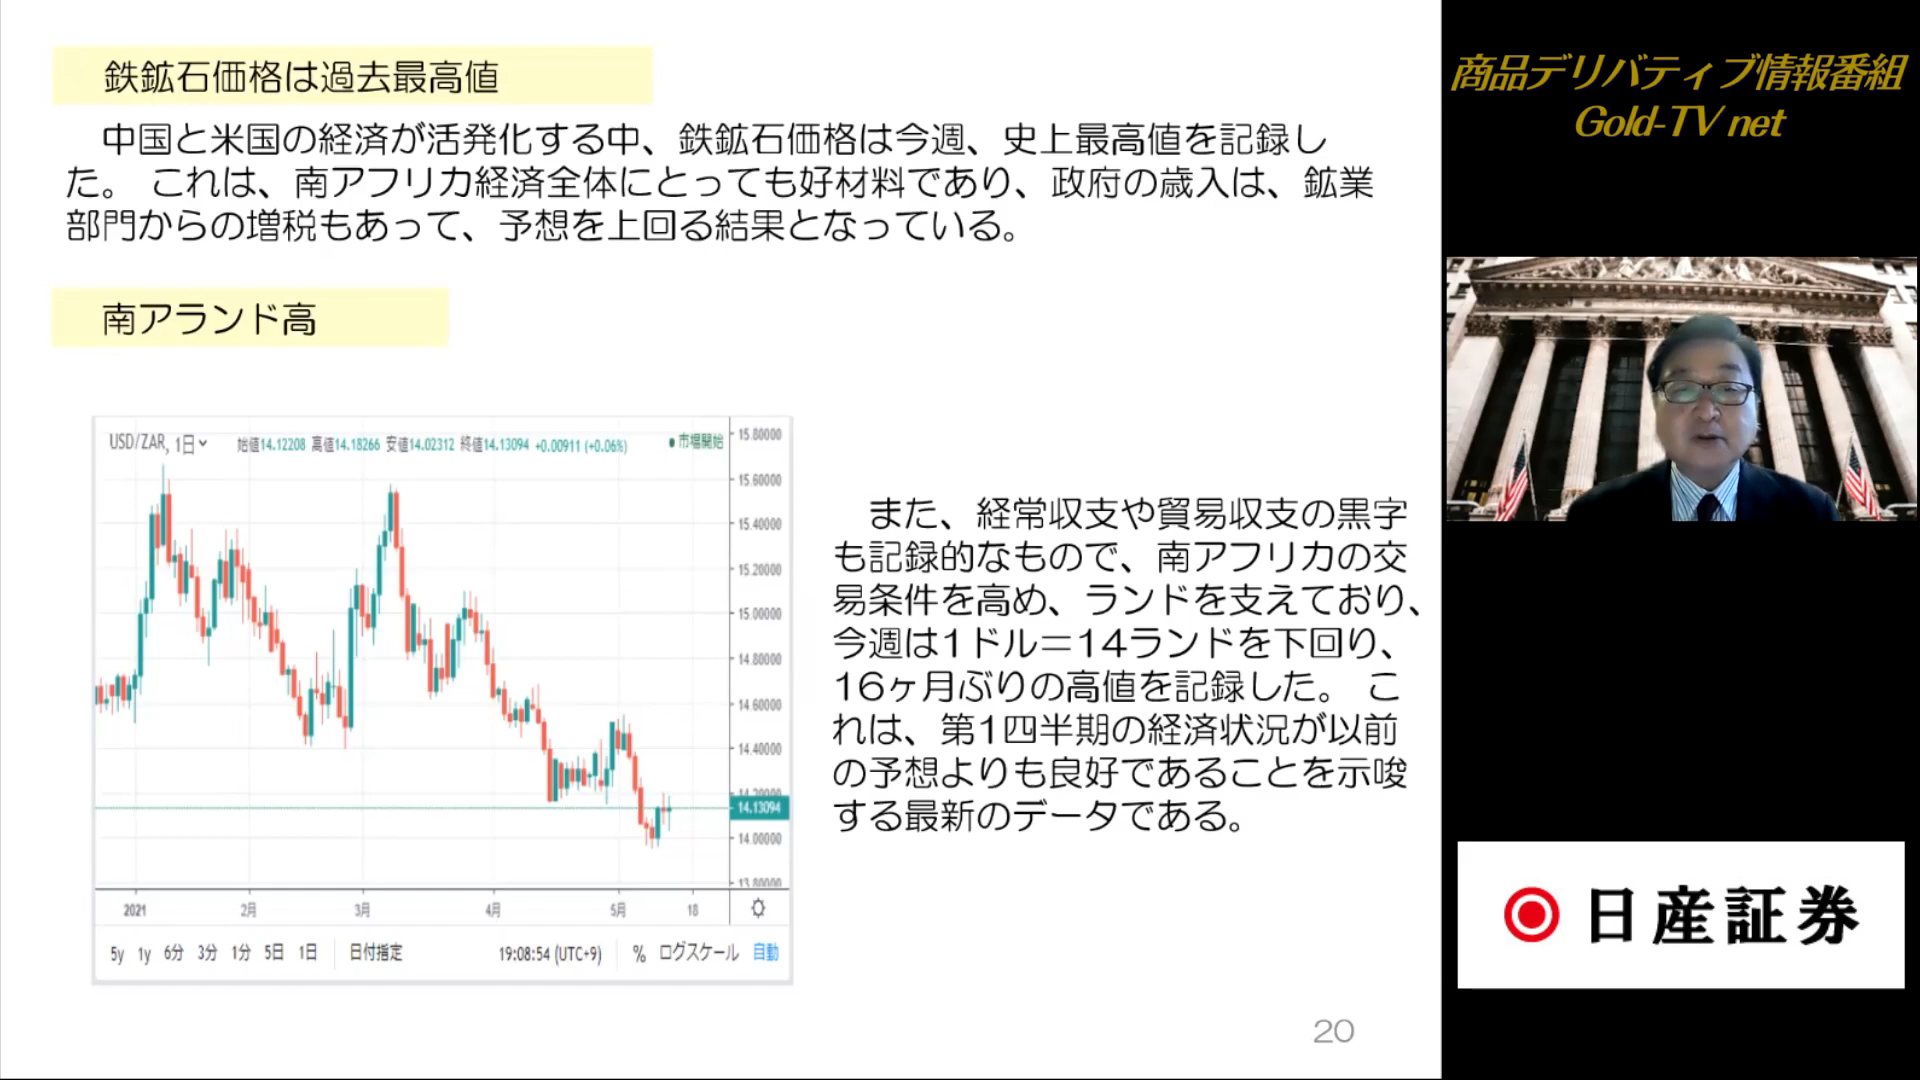 鉄鉱石価格は過去最高値
中国と米国の経済が活発化する中、鉄鉱石価格は今週、史上最高値を記録し
た。 これは、南アフリカ経済全体にとっても好材料であり、政府の歳入は、鉱業
部門からの増税もあって、予想を上回る結果となっている。
南アランド高
USD/ZAR, 1日 始値14.12208 高値14.18266 安値14.02312 終値14.13094 +0.00911 (+0.06%) 市場開始
15.80000
15.60000
15.40000
15.20000
15.00000
14.80000
14.60000
14.40000
14.20000
14.13094
14.00000
13.80000
2021 2月 3月 4月 5月 18
5y 1y 6分 3分 1分 5日 1日 日付指定 19:08:54 (UTC+9) % ログスケール 自動
また、経常収支や貿易収支の黒字
も記録的なもので、南アフリカの交
易条件を高め、ランドを支えており、
今週は1ドル=14ランドを下回り、
16ヶ月ぶりの高値を記録した。 こ
れは、第1四半期の経済状況が以前
の予想よりも良好であることを示唆
する最新のデータである。
20
商品デリバティブ情報番組
Gold-TV net
日産証券